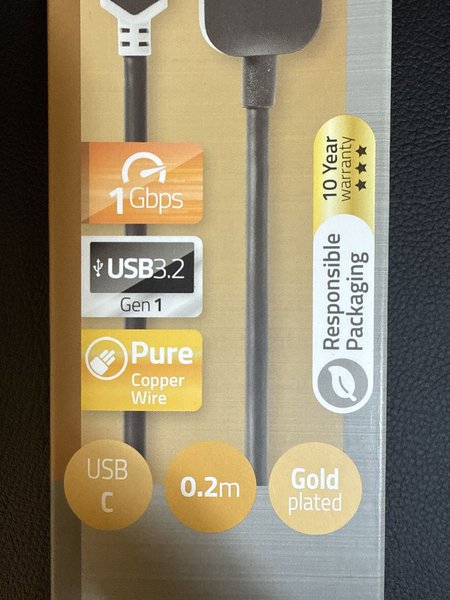 1Gbps
USB3.2
Gen 1
Pure
Copper
Wire
10 Year
warranty
Responsible
Packaging
USB
C
0.2m
Gold
plated